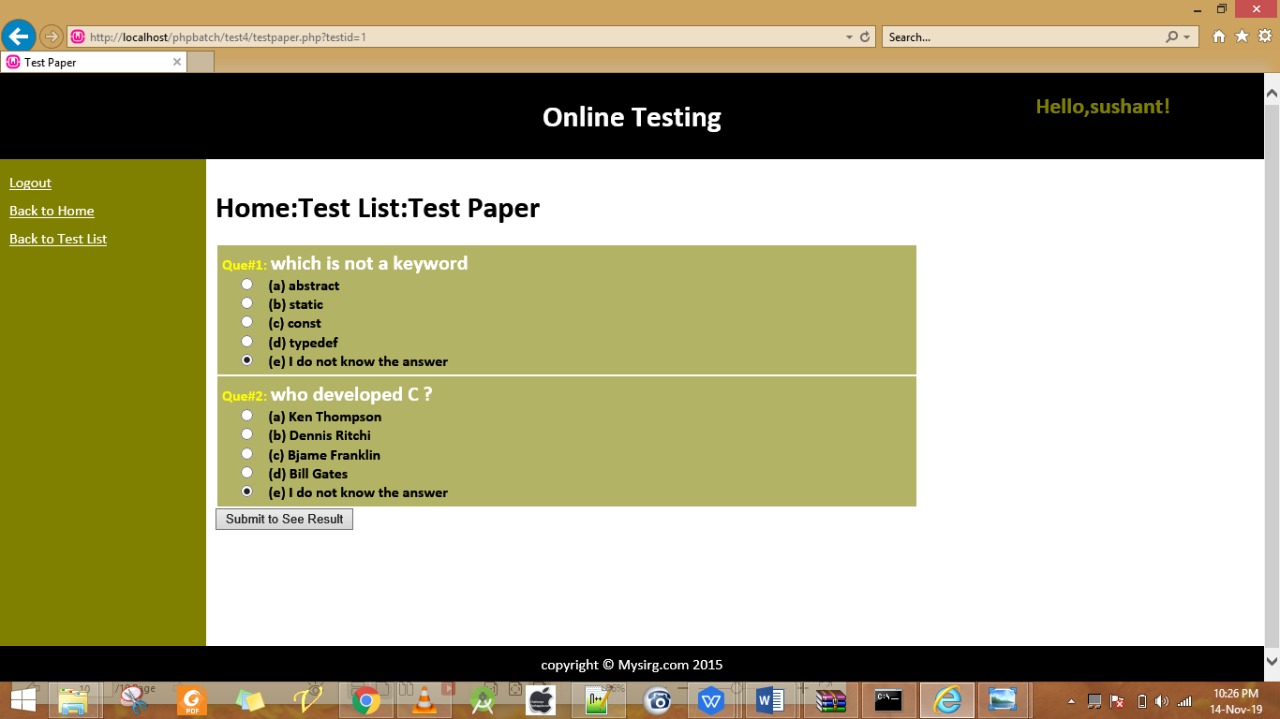 http://localhost/phpbatch/test4/testpaper.php?testid=1
Search...
Test Paper
Online Testing
Hello,sushant!
Logout
Back to Home
Back to Test List
Home:Test List:Test Paper
Que#1: which is not a keyword
(a) abstract
(b) static
(c) const
(d) typedef
(e) I do not know the answer
Que#2: who developed C ?
(a) Ken Thompson
(b) Dennis Ritchi
(c) Bjame Franklin
(d) Bill Gates
(e) I do not know the answer
Submit to See Result
copyright © Mysirg.com 2015
PDF
10:26 PM
14-Nov-19